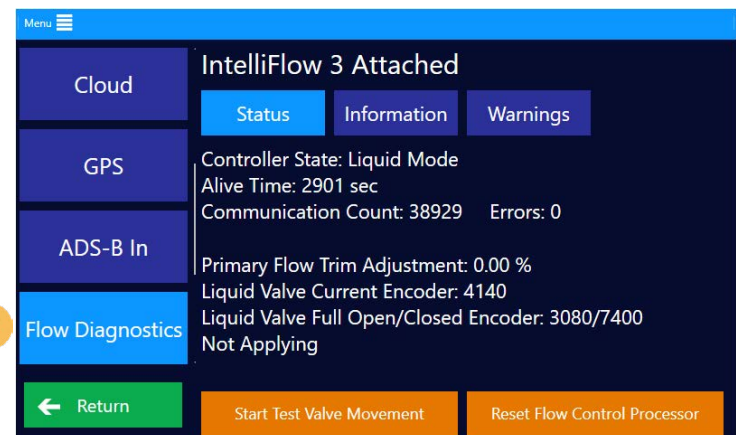 Menu
Cloud
GPS
ADS-B In
Flow Diagnostics
Return
IntelliFlow 3 Attached
Status Information Warnings
Controller State: Liquid Mode
Alive Time: 2901 sec
Communication Count: 38929 Errors: 0
Primary Flow Trim Adjustment: 0.00 %
Liquid Valve Current Encoder: 4140
Liquid Valve Full Open/Closed Encoder: 3080/7400
Not Applying
Start Test Valve Movement Reset Flow Control Processor